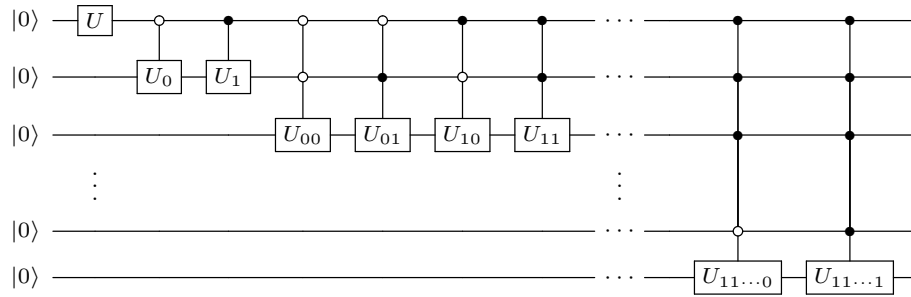 |0⟩ U ···
|0⟩ U₀ U₁ ···
|0⟩ U₀₀ U₀₁ U₁₀ U₁₁ ···
⋮ ⋮
|0⟩ ···
|0⟩ ··· U₁₁···₀ U₁₁···₁